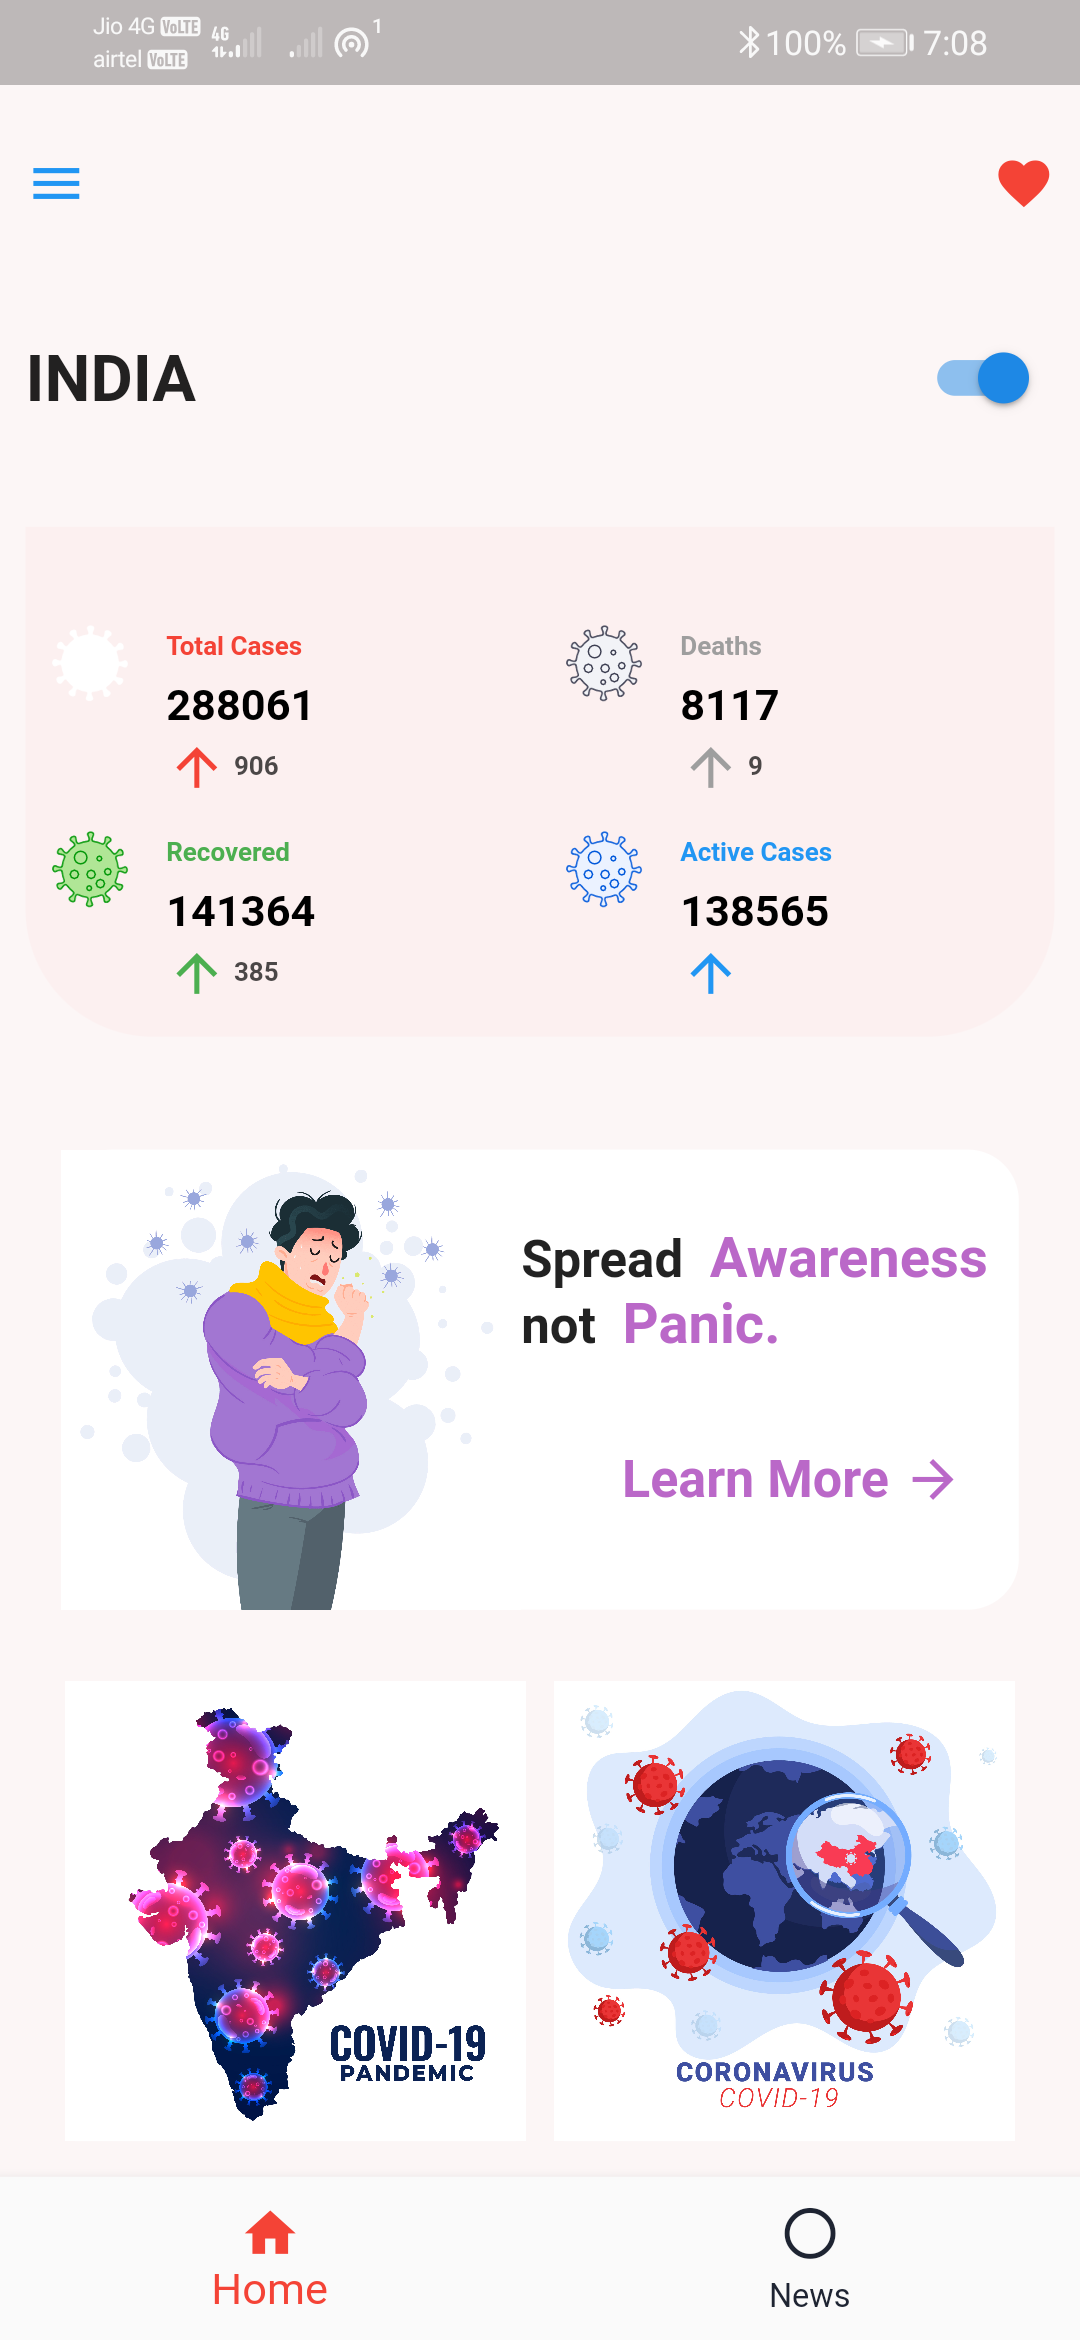 Jio 4G VoLTE
airtel VoLTE
4G
1
100%
7:08
INDIA
Total Cases
288061
906
Deaths
8117
9
Recovered
141364
385
Active Cases
138565
Spread Awareness
not Panic.
Learn More
COVID-19
PANDEMIC
CORONAVIRUS
COVID-19
Home
News